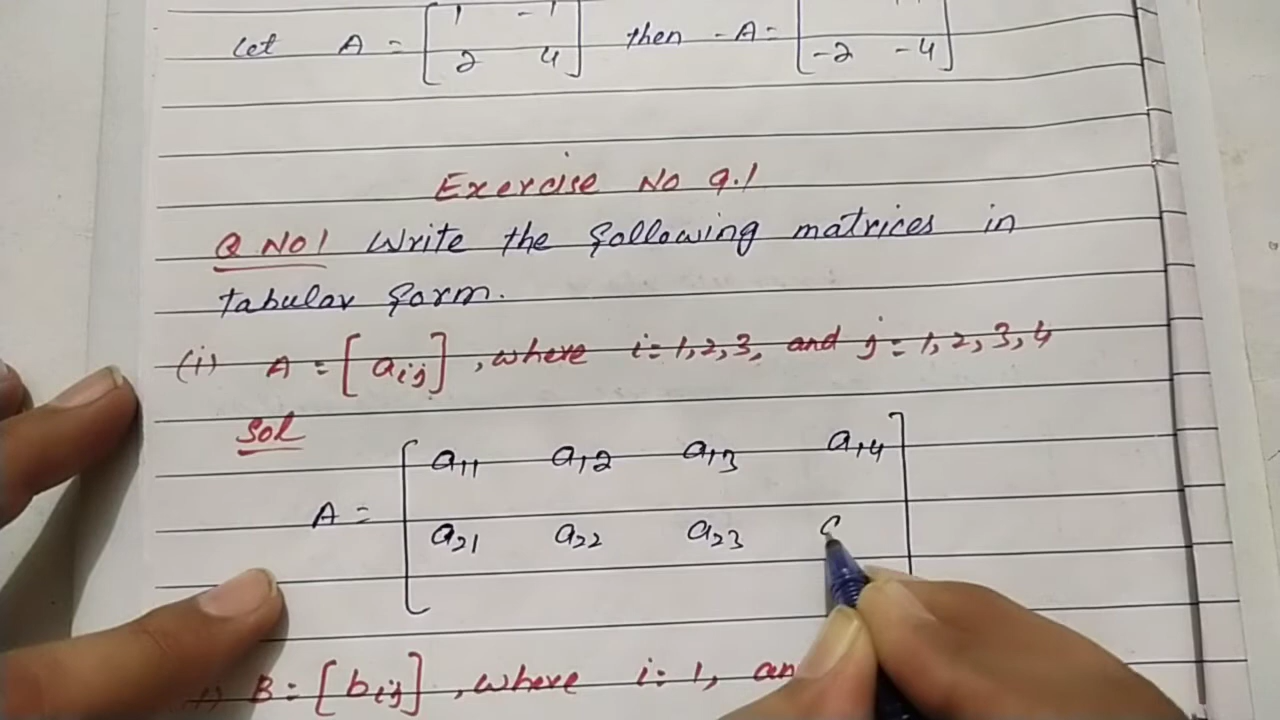 Let A = [1 -1 then -A = [
2 4] -2 -4]
Exercise No 9.1
Q No1 Write the following matrices in
tabular form.
(i) A = [aij], where i=1,2,3, and j=1,2,3,4
Sol
a11 a12 a13 a14
A =
a21 a22 a23
B = [bij], where i=1,